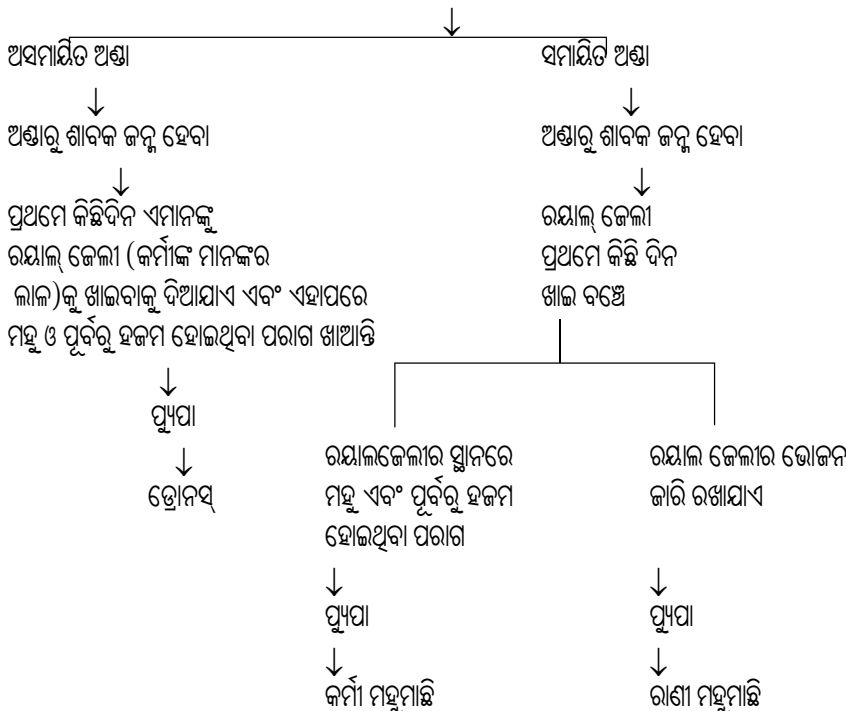 ଅସମାୟିତ ଅଣ୍ଡା
ଅଣ୍ଡାରୁ ଶାବକ ଜନ୍ମ ହେବା
ପ୍ରଥମେ କିଛିଦିନ ଏମାନଙ୍କୁ
ରୟାଲ୍ ଜେଲୀ (କର୍ମୀଙ୍କ ମାନଙ୍କର
ଲାଳ)କୁ ଖାଇବାକୁ ଦିଆଯାଏ ଏବଂ ଏହାପରେ
ମହୁ ଓ ପୂର୍ବରୁ ହଜମ ହୋଇଥିବା ପରାଗ ଖାଆନ୍ତି
ପ୍ୟୁପା
ଡ୍ରୋନସ୍
ସମାୟିତ ଅଣ୍ଡା
ଅଣ୍ଡାରୁ ଶାବକ ଜନ୍ମ ହେବା
ରୟାଲ୍ ଜେଲୀ
ପ୍ରଥମେ କିଛି ଦିନ
ଖାଇ ବଞ୍ଚେ
ରୟାଲଜେଲୀର ସ୍ଥାନରେ
ମହୁ ଏବଂ ପୂର୍ବରୁ ହଜମ
ହୋଇଥିବା ପରାଗ
ପ୍ୟୁପା
କର୍ମୀ ମହୁମାଛି
ରୟାଲ ଜେଲୀର ଭୋଜନ
ଜାରି ରଖାଯାଏ
ପ୍ୟୁପା
ରାଣୀ ମହୁମାଛି